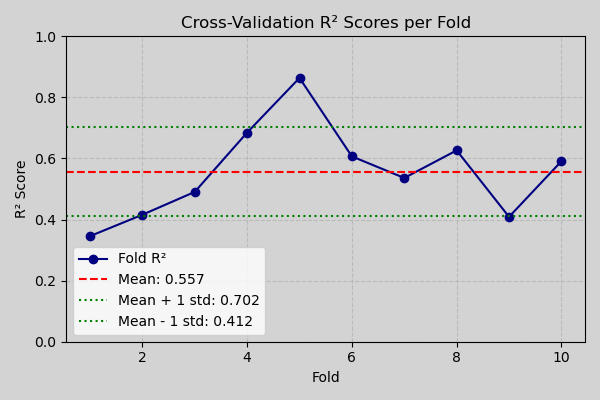 Cross-Validation R² Scores per Fold
R² Score
1.0
0.8
0.6
0.4
0.2
0.0
Fold R²
Mean: 0.557
Mean + 1 std: 0.702
Mean - 1 std: 0.412
2 4 6 8 10
Fold